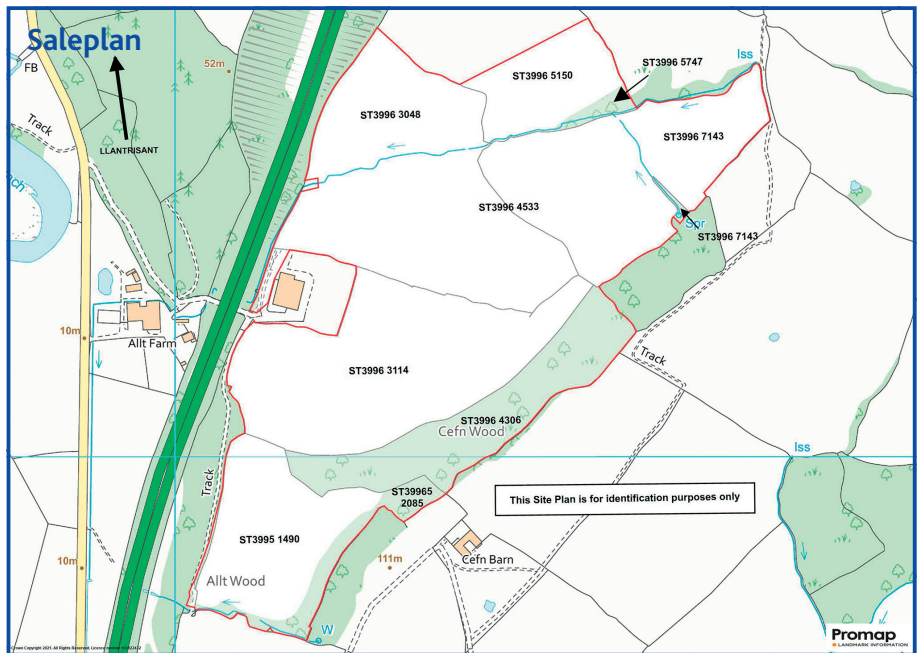 Saleplan
FB
Track
LLANTRISANT
52m
Iss
ST3996 5747
ST3996 5150
ST3996 3048
ST3996 7143
ST3996 4533
Spr
ST3996 7143
10m
Allt Farm
Track
ST3996 3114
ST3996 4306
Cefn Wood
Iss
Track
ST39965
2085
This Site Plan is for identification purposes only
ST3995 1490
Cefn Barn
111m
10m
Allt Wood
W
Promap
LANDMARK INFORMATION